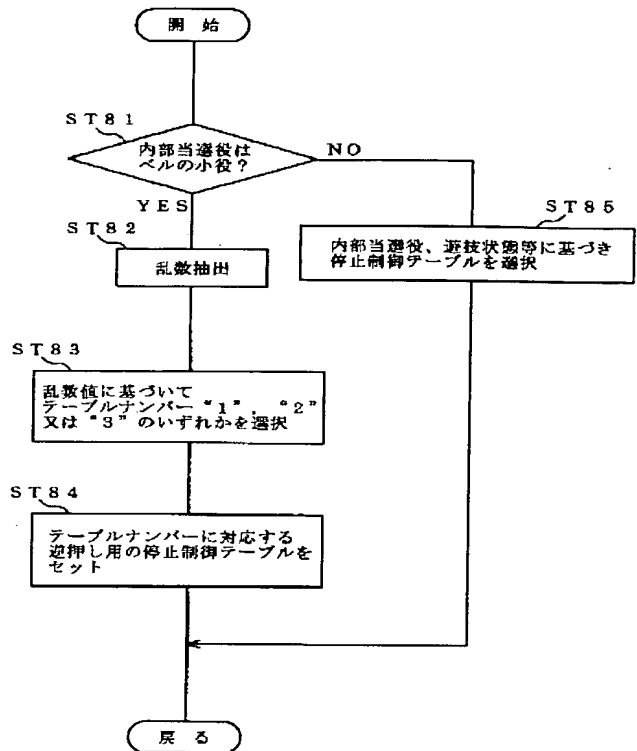 開 始
ST81
内部当選役は
ベルの小役?
NO
YES
ST82
乱数抽出
ST85
内部当選役、遊技状態等に基づき
停止制御テーブルを選択
ST83
乱数値に基づいて
テーブルナンバー“1”，“2”
又は“3”のいずれかを選択
ST84
テーブルナンバーに対応する
逆押し用の停止制御テーブルを
セット
戻 る